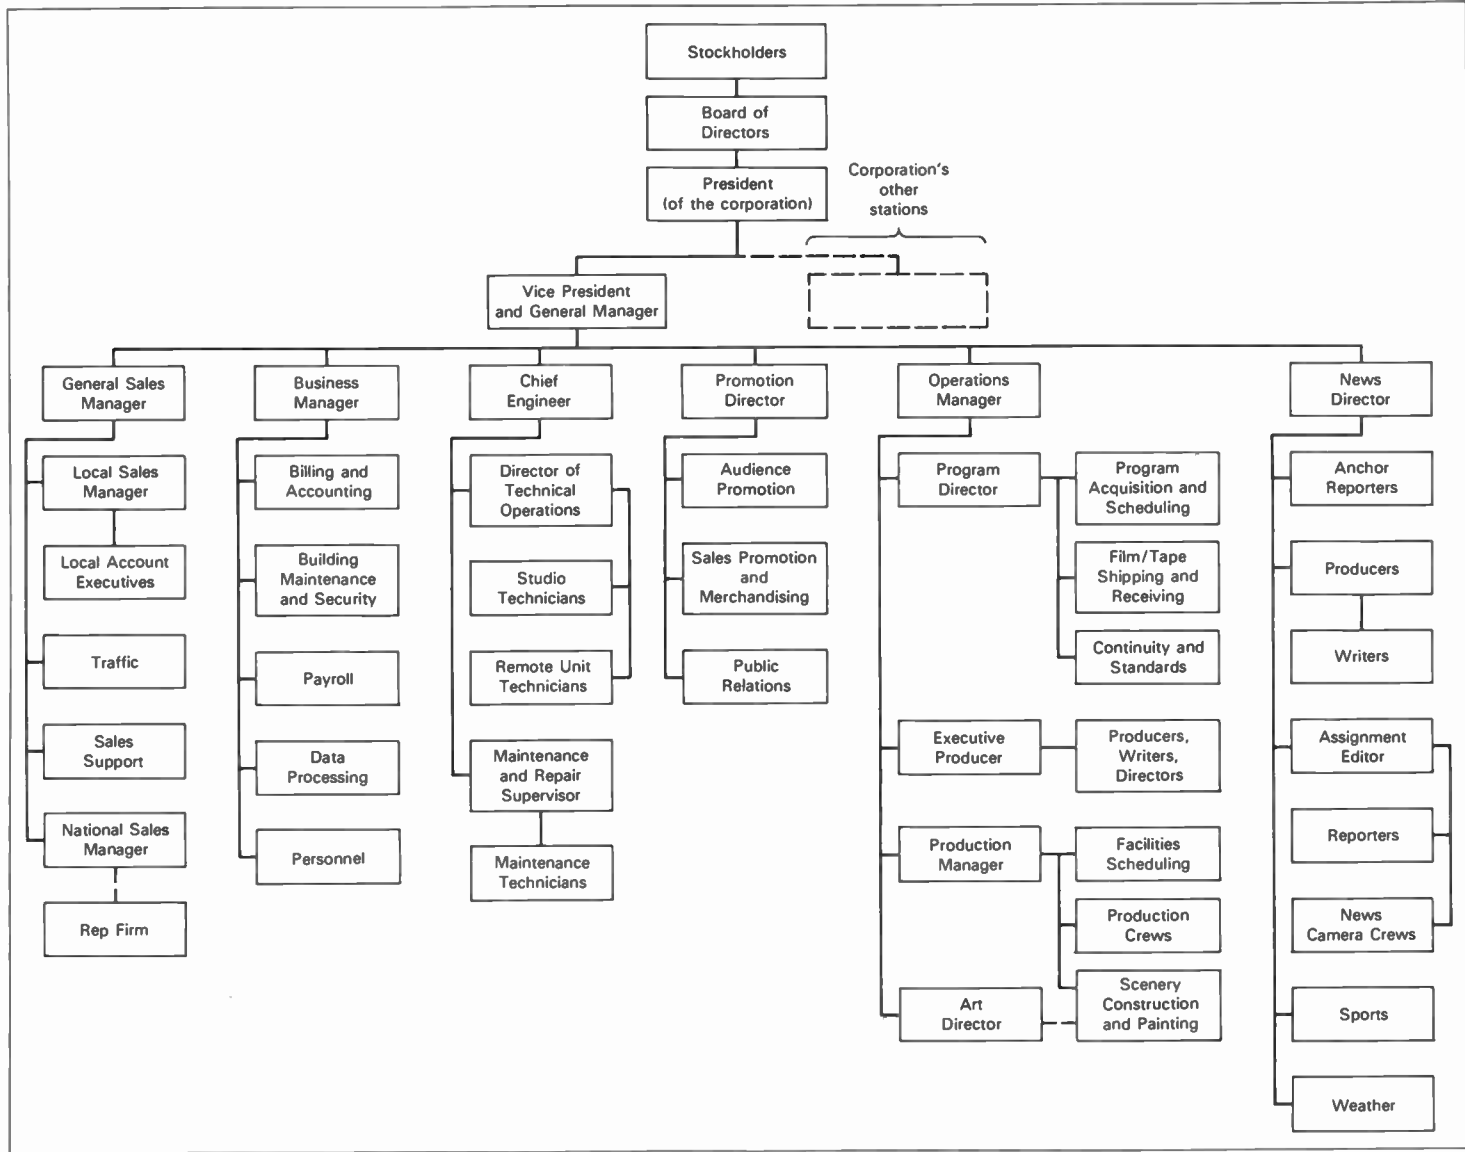 Stockholders
Board of
Directors
President
(of the corporation)
Corporation's
other
stations
Vice President
and General Manager
General Sales
Manager
Local Sales
Manager
Local Account
Executives
Traffic
Sales
Support
National Sales
Manager
Rep Firm
Business
Manager
Billing and
Accounting
Building
Maintenance
and Security
Payroll
Data
Processing
Personnel
Chief
Engineer
Director of
Technical
Operations
Studio
Technicians
Remote Unit
Technicians
Maintenance
and Repair
Supervisor
Maintenance
Technicians
Promotion
Director
Audience
Promotion
Sales Promotion
and
Merchandising
Public
Relations
Operations
Manager
Program
Director
Program
Acquisition and
Scheduling
Film/Tape
Shipping and
Receiving
Continuity and
Standards
Executive
Producer
Producers,
Writers,
Directors
Production
Manager
Facilities
Scheduling
Production
Crews
Art
Director
Scenery
Construction
and Painting
News
Director
Anchor
Reporters
Producers
Writers
Assignment
Editor
Reporters
News
Camera Crews
Sports
Weather